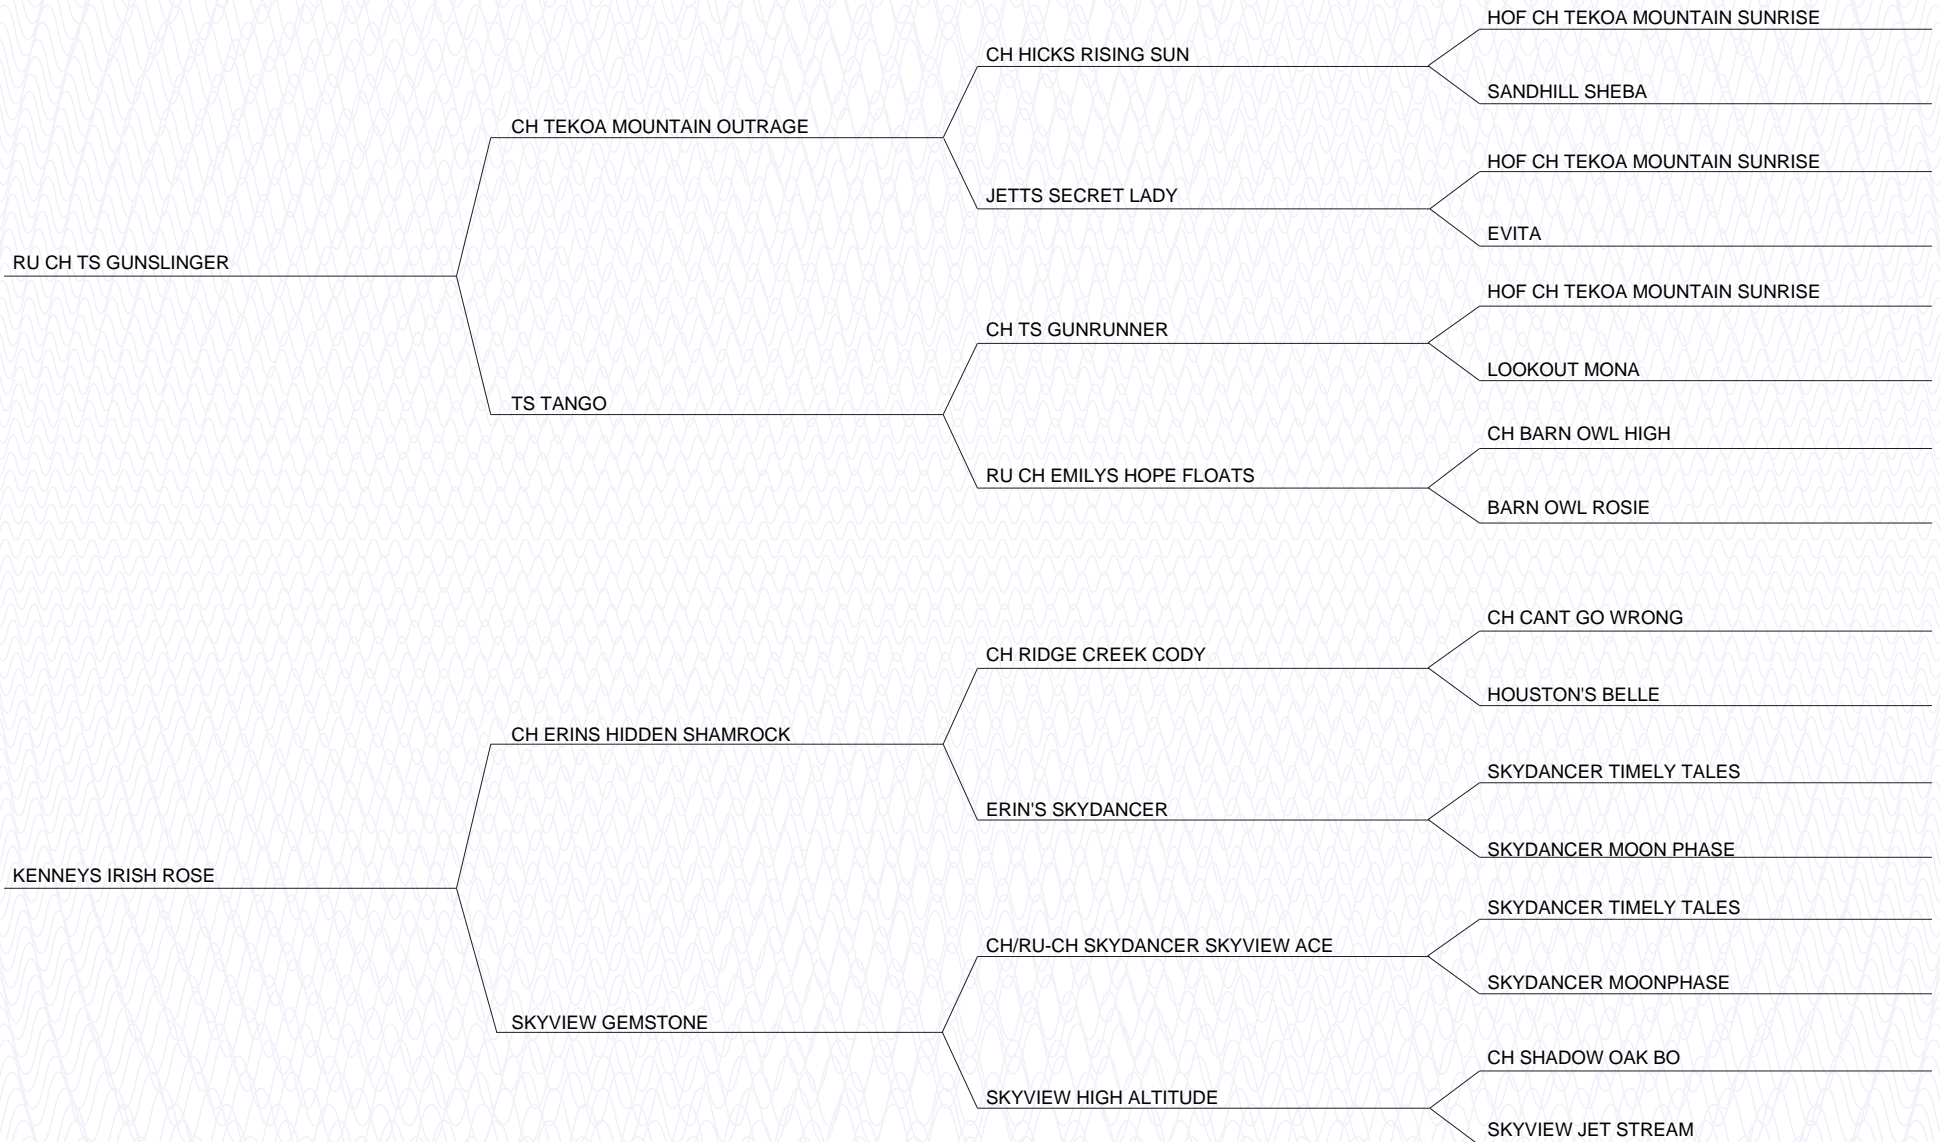 HOF CH TEKOA MOUNTAIN SUNRISE
CH HICKS RISING SUN
SANDHILL SHEBA
CH TEKOA MOUNTAIN OUTRAGE
HOF CH TEKOA MOUNTAIN SUNRISE
JETTS SECRET LADY
EVITA
RU CH TS GUNSLINGER
HOF CH TEKOA MOUNTAIN SUNRISE
CH TS GUNRUNNER
LOOKOUT MONA
TS TANGO
CH BARN OWL HIGH
RU CH EMILYS HOPE FLOATS
BARN OWL ROSIE
CH CANT GO WRONG
CH RIDGE CREEK CODY
HOUSTON'S BELLE
CH ERINS HIDDEN SHAMROCK
SKYDANCER TIMELY TALES
ERIN'S SKYDANCER
SKYDANCER MOON PHASE
KENNEYS IRISH ROSE
SKYDANCER TIMELY TALES
CH/RU-CH SKYDANCER SKYVIEW ACE
SKYDANCER MOONPHASE
SKYVIEW GEMSTONE
CH SHADOW OAK BO
SKYVIEW HIGH ALTITUDE
SKYVIEW JET STREAM